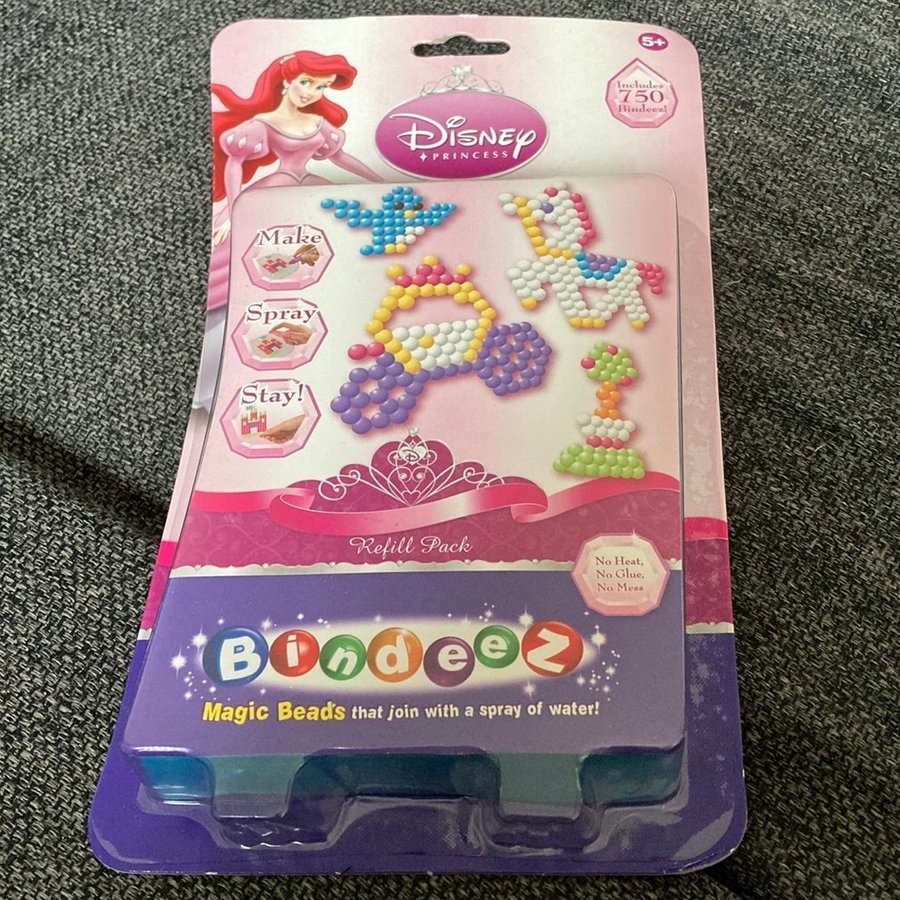 5+
Includes
750
Bindeez!
Disney
PRINCESS
Make
Spray
Stay!
D
Refill Pack
No Heat,
No Glue,
No Mess
Bindeez
Magic Beads that join with a spray of water!